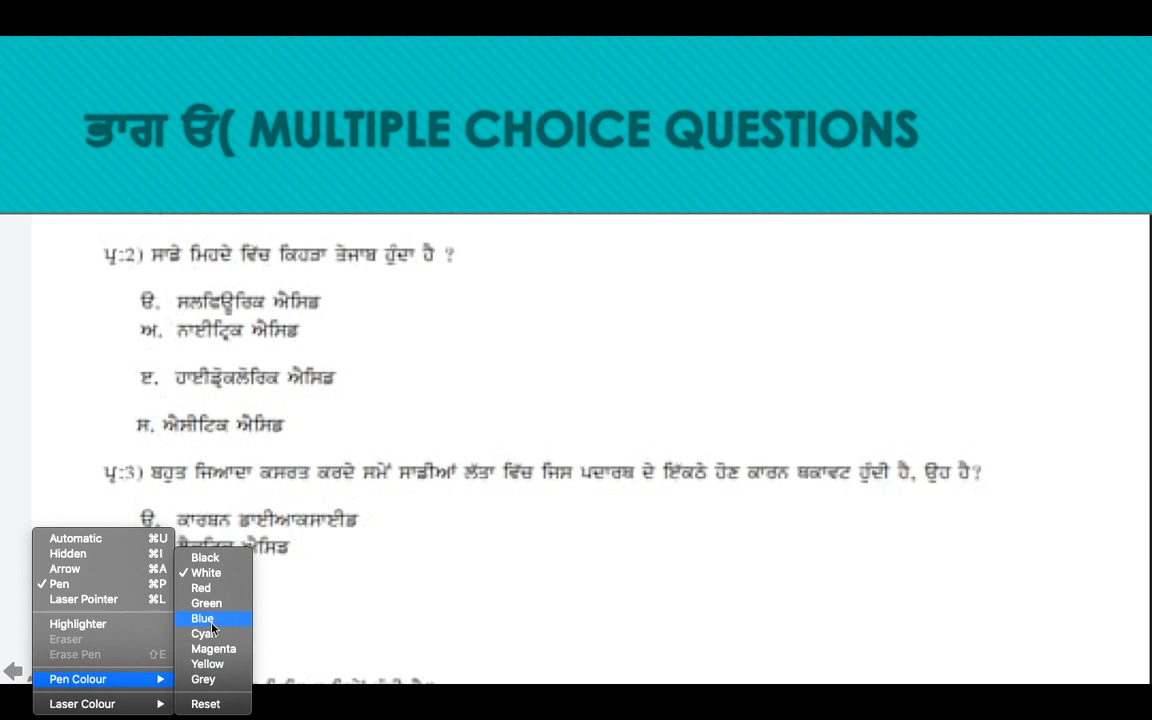 ਭਾਗ ੳ( MULTIPLE CHOICE QUESTIONS
ਪ੍ਰ:2) ਸਾਡੇ ਮਿਹਦੇ ਵਿੱਚ ਕਿਹੜਾ ਤੇਜਾਬ ਹੁੰਦਾ ਹੈ ?
ੳ. ਸਲਫਿਊਰਿਕ ਐਸਿਡ
ਅ. ਨਾਈਟ੍ਰਿਕ ਐਸਿਡ
ੲ. ਹਾਈਡ੍ਰੋਕਲੋਰਿਕ ਐਸਿਡ
ਸ. ਐਸੀਟਿਕ ਐਸਿਡ
ਪ੍ਰ:3) ਬਹੁਤ ਜਿਆਦਾ ਕਸਰਤ ਕਰਦੇ ਸਮੇਂ ਸਾਡੀਆਂ ਲੱਤਾ ਵਿੱਚ ਜਿਸ ਪਦਾਰਥ ਦੇ ਇੱਕਠੇ ਹੋਣ ਕਾਰਨ ਥਕਾਵਟ ਹੁੰਦੀ ਹੈ, ਉਹ ਹੈ?
ੳ. ਕਾਰਬਨ ਡਾਈਆਕਸਾਈਡ
ਐਸਿਡ
Automatic ⌘U
Hidden ⌘I
Arrow ⌘A
✓ Pen ⌘P
Laser Pointer ⌘L
Highlighter
Eraser
Erase Pen ⇧E
Pen Colour
Laser Colour
Black
✓ White
Red
Green
Blue
Cyan
Magenta
Yellow
Grey
Reset